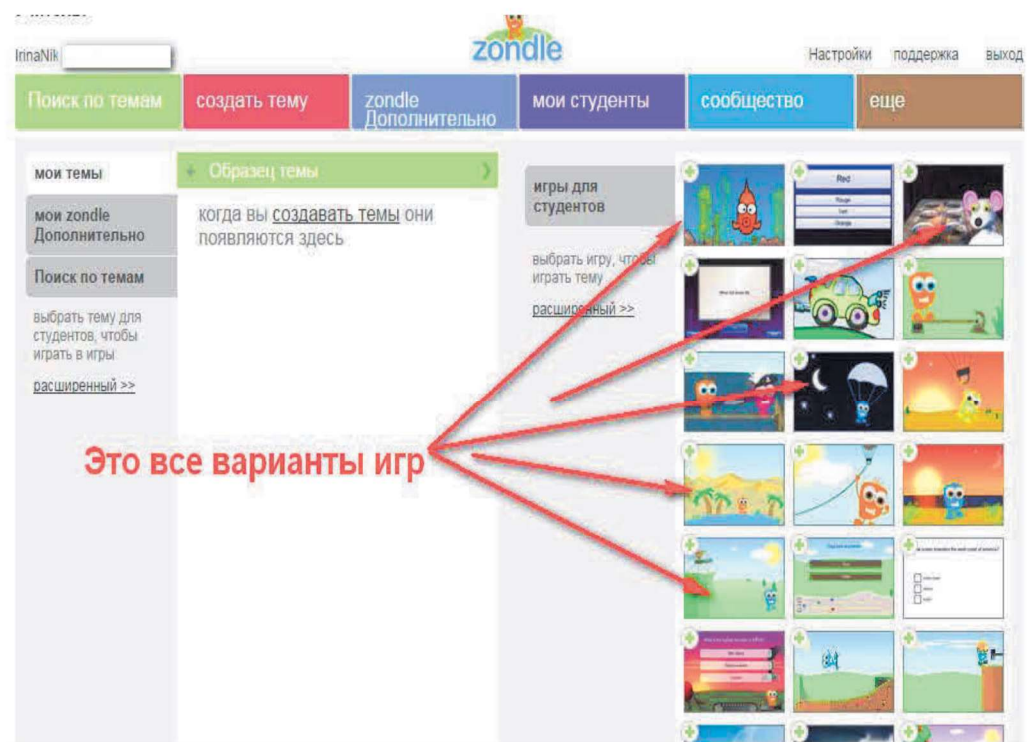 IrinaNik
zondle
Настройки поддержка выход
Поиск по темам
создать тему
zondle
Дополнительно
мои студенты
сообщество
еще
мои темы
мои zondle
Дополнительно
Поиск по темам
выбрать тему для
студентов, чтобы
играть в игры
расширенный >>
Образец темы
когда вы создавать темы они
появляются здесь
игры для
студентов
выбрать игру, чтобы
играть тему
расширенный >>
Это все варианты игр
Red
Rouge
Orange